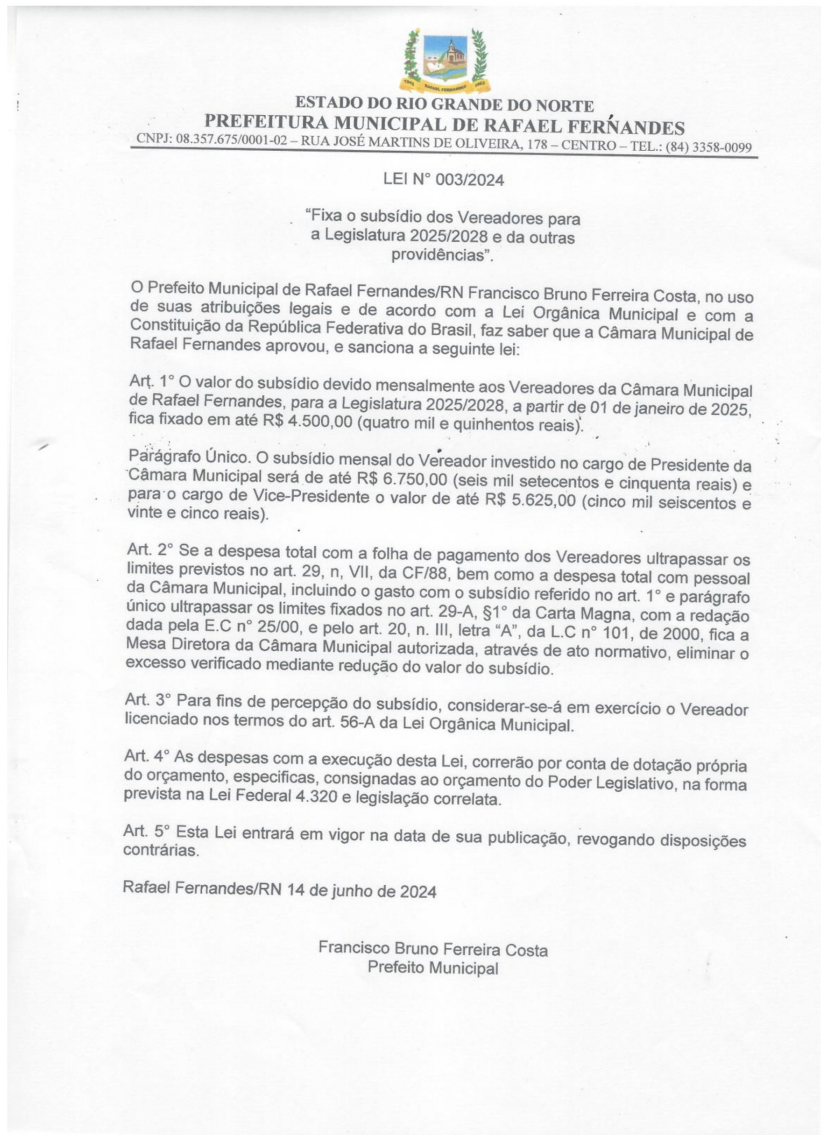 RAFAEL FERNANDES
ESTADO DO RIO GRANDE DO NORTE
PREFEITURA MUNICIPAL DE RAFAEL FERNANDES
CNPJ: 08.357.675/0001-02 – RUA JOSÉ MARTINS DE OLIVEIRA, 178 – CENTRO – TEL.: (84) 3358-0099
LEI N° 003/2024
“Fixa o subsídio dos Vereadores para
a Legislatura 2025/2028 e da outras
providências”.
O Prefeito Municipal de Rafael Fernandes/RN Francisco Bruno Ferreira Costa, no uso
de suas atribuições legais e de acordo com a Lei Orgânica Municipal e com a
Constituição da República Federativa do Brasil, faz saber que a Câmara Municipal de
Rafael Fernandes aprovou, e sanciona a seguinte lei:
Art. 1° O valor do subsídio devido mensalmente aos Vereadores da Câmara Municipal
de Rafael Fernandes, para a Legislatura 2025/2028, a partir de 01 de janeiro de 2025,
fica fixado em até R$ 4.500,00 (quatro mil e quinhentos reais).
Parágrafo Único. O subsídio mensal do Vereador investido no cargo de Presidente da
Câmara Municipal será de até R$ 6.750,00 (seis mil setecentos e cinquenta reais) e
para o cargo de Vice-Presidente o valor de até R$ 5.625,00 (cinco mil seiscentos e
vinte e cinco reais).
Art. 2° Se a despesa total com a folha de pagamento dos Vereadores ultrapassar os
limites previstos no art. 29, n, VII, da CF/88, bem como a despesa total com pessoal
da Câmara Municipal, incluindo o gasto com o subsídio referido no art. 1° e parágrafo
único ultrapassar os limites fixados no art. 29-A, §1° da Carta Magna, com a redação
dada pela E.C n° 25/00, e pelo art. 20, n. III, letra “A”, da L.C n° 101, de 2000, fica a
Mesa Diretora da Câmara Municipal autorizada, através de ato normativo, eliminar o
excesso verificado mediante redução do valor do subsídio.
Art. 3° Para fins de percepção do subsídio, considerar-se-á em exercício o Vereador
licenciado nos termos do art. 56-A da Lei Orgânica Municipal.
Art. 4° As despesas com a execução desta Lei, correrão por conta de dotação própria
do orçamento, especificas, consignadas ao orçamento do Poder Legislativo, na forma
prevista na Lei Federal 4.320 e legislação correlata.
Art. 5° Esta Lei entrará em vigor na data de sua publicação, revogando disposições
contrárias.
Rafael Fernandes/RN 14 de junho de 2024
Francisco Bruno Ferreira Costa
Prefeito Municipal